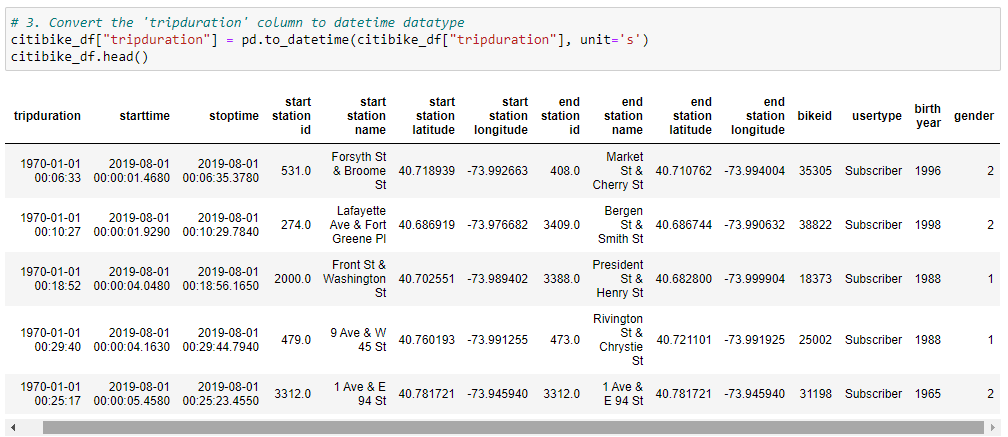 # 3. Convert the 'tripduration' column to datetime datatype
citibike_df["tripduration"] = pd.to_datetime(citibike_df["tripduration"], unit='s')
citibike_df.head()
tripduration starttime stoptime start station id start station name start station latitude start station longitude end station id end station name end station latitude end station longitude bikeid usertype birth year gender
1970-01-01 00:06:33 2019-08-01 00:00:01.4680 2019-08-01 00:06:35.3780 531.0 Forsyth St & Broome St 40.718939 -73.992663 408.0 Market St & Cherry St 40.710762 -73.994004 35305 Subscriber 1996 2
1970-01-01 00:10:27 2019-08-01 00:00:01.9290 2019-08-01 00:10:29.7840 274.0 Lafayette Ave & Fort Greene Pl 40.686919 -73.976682 3409.0 Bergen St & Smith St 40.686744 -73.990632 38822 Subscriber 1998 2
1970-01-01 00:18:52 2019-08-01 00:00:04.0480 2019-08-01 00:18:56.1650 2000.0 Front St & Washington St 40.702551 -73.989402 3388.0 President St & Henry St 40.682800 -73.999904 18373 Subscriber 1988 1
1970-01-01 00:29:40 2019-08-01 00:00:04.1630 2019-08-01 00:29:44.7940 479.0 9 Ave & W 45 St 40.760193 -73.991255 473.0 Rivington St & Chrystie St 40.721101 -73.991925 25002 Subscriber 1988 1
1970-01-01 00:25:17 2019-08-01 00:00:05.4580 2019-08-01 00:25:23.4550 3312.0 1 Ave & E 94 St 40.781721 -73.945940 3312.0 1 Ave & E 94 St 40.781721 -73.945940 31198 Subscriber 1965 2